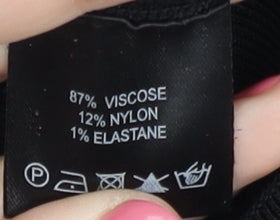 87% VISCOSE
12% NYLON
1% ELASTANE
P